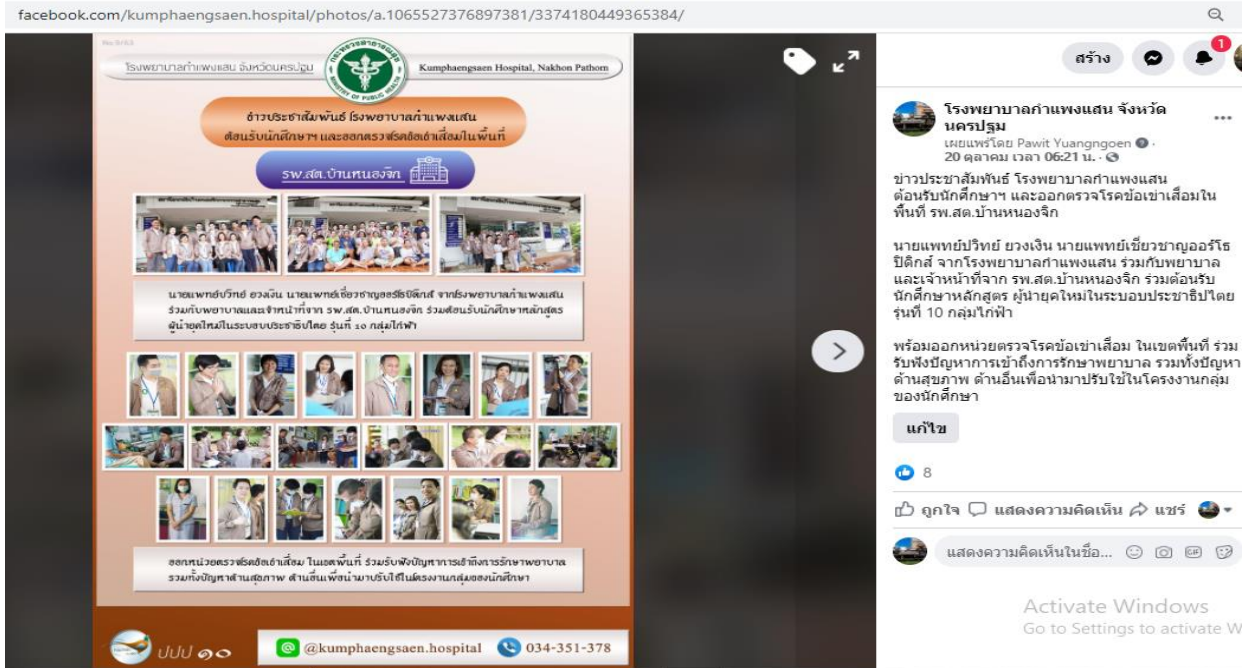 facebook.com/kumphaengsaen.hospital/photos/a.1065527376897381/3374180449365384/
โรงพยาบาลกำแพงแสน จังหวัดนครปฐม
Kumphaengsaen Hospital, Nakhon Pathom
MINISTRY OF PUBLIC HEALTH
ข่าวประชาสัมพันธ์ โรงพยาบาลกำแพงแสน
ต้อนรับนักศึกษาฯ และออกตรวจโรคข้อเข่าเสื่อมในพื้นที่
รพ.สต.บ้านหนองจิก
นายแพทย์ปวิทย์ ยวงเงิน นายแพทย์เชี่ยวชาญออร์โธปิดิกส์ จากโรงพยาบาลกำแพงแสน
ร่วมกับพยาบาลและเจ้าหน้าที่จาก รพ.สต.บ้านหนองจิก ร่วมต้อนรับนักศึกษาหลักสูตร
ผู้นำยุคใหม่ในระบอบประชาธิปไตย รุ่นที่ 10 กลุ่มไก่ฟ้า
ออกหน่วยตรวจโรคข้อเข่าเสื่อม ในเขตพื้นที่ ร่วมรับฟังปัญหาการเข้าถึงการรักษาพยาบาล
รวมทั้งปัญหาด้านสุขภาพ ด้านอื่นเพื่อนำมาปรับใช้ในโครงงานกลุ่มของนักศึกษา
ปปป ๑๐
@kumphaengsaen.hospital
034-351-378
สร้าง
1
โรงพยาบาลกำแพงแสน จังหวัด
นครปฐม
เผยแพร่โดย Pawit Yuangngoen ·
20 ตุลาคม เวลา 06:21 น. ·
ข่าวประชาสัมพันธ์ โรงพยาบาลกำแพงแสน
ต้อนรับนักศึกษาฯ และออกตรวจโรคข้อเข่าเสื่อมใน
พื้นที่ รพ.สต.บ้านหนองจิก
นายแพทย์ปวิทย์ ยวงเงิน นายแพทย์เชี่ยวชาญออร์โธ
ปิดิกส์ จากโรงพยาบาลกำแพงแสน ร่วมกับพยาบาล
และเจ้าหน้าที่จาก รพ.สต.บ้านหนองจิก ร่วมต้อนรับ
นักศึกษาหลักสูตร ผู้นำยุคใหม่ในระบอบประชาธิปไตย
รุ่นที่ 10 กลุ่มไก่ฟ้า
พร้อมออกหน่วยตรวจโรคข้อเข่าเสื่อม ในเขตพื้นที่ ร่วม
รับฟังปัญหาการเข้าถึงการรักษาพยาบาล รวมทั้งปัญหา
ด้านสุขภาพ ด้านอื่นเพื่อนำมาปรับใช้ในโครงงานกลุ่ม
ของนักศึกษา
แก้ไข
8
ถูกใจ
แสดงความคิดเห็น
แชร์
แสดงความคิดเห็นในชื่อ...
GIF
Activate Windows
Go to Settings to activate W